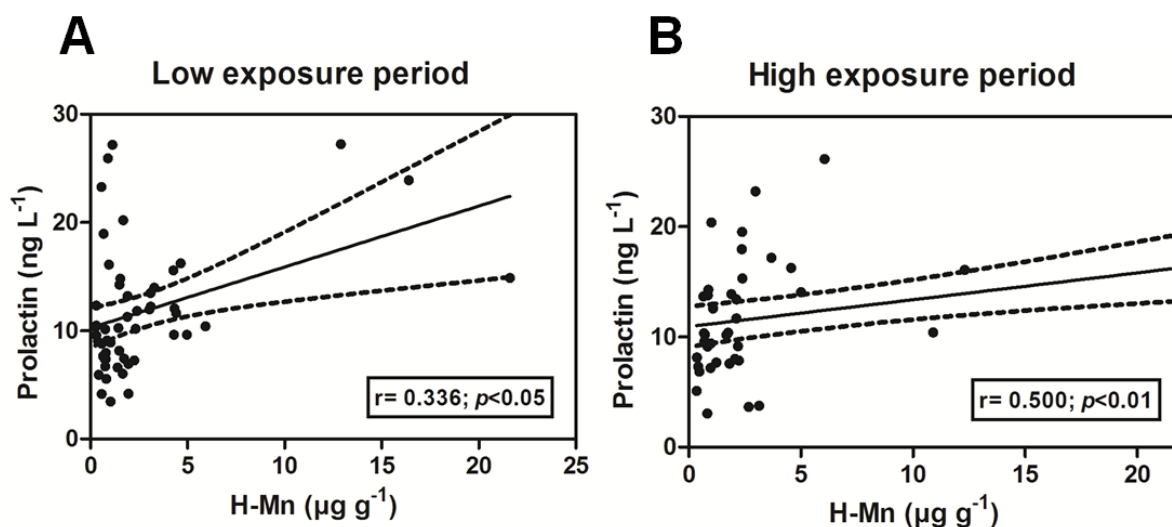 A
Low exposure period
Prolactin (ng L⁻¹)
30
20
10
0
r= 0.336; p<0.05
0 5 10 15 20 25
H-Mn (µg g⁻¹)
B
High exposure period
Prolactin (ng L⁻¹)
30
20
10
0
r= 0.500; p<0.01
0 5 10 15 20
H-Mn (µg g⁻¹)